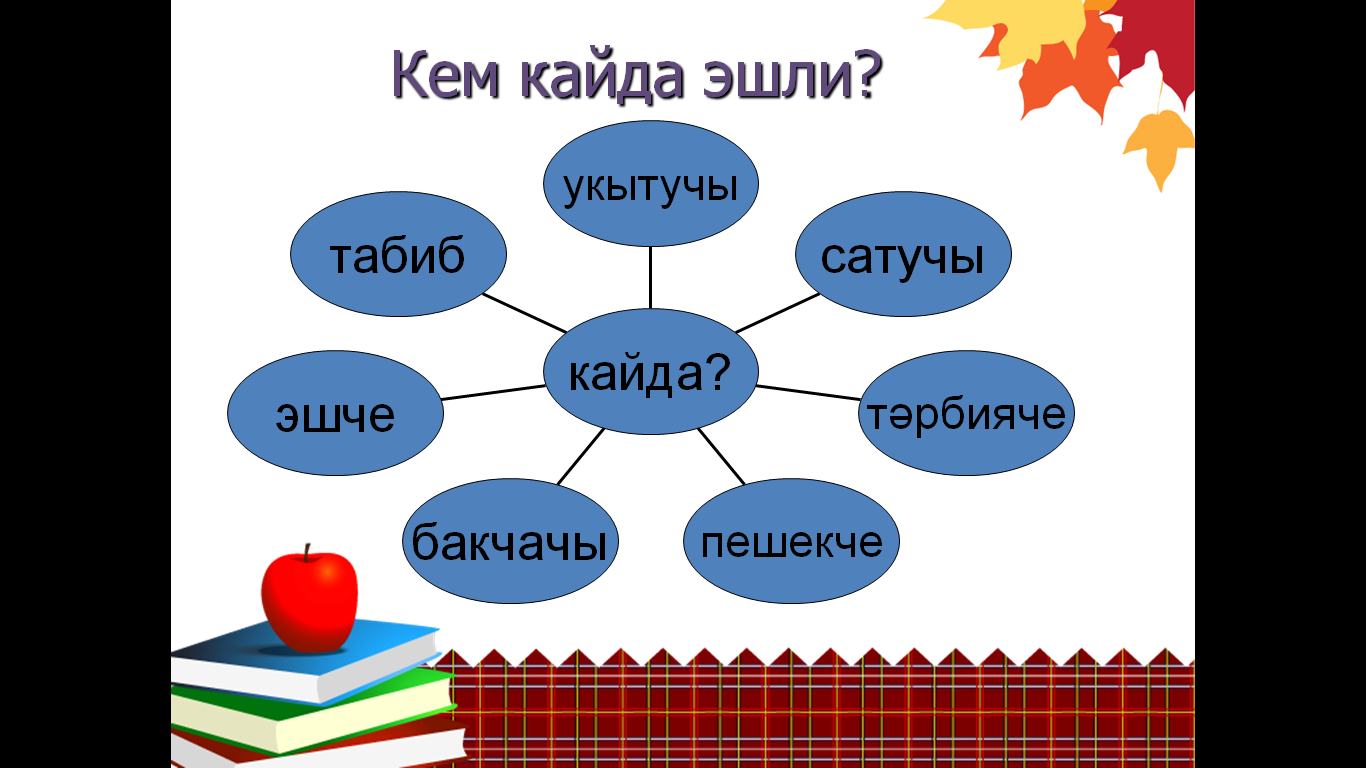 Кем кайда эшли?
укытучы
табиб
сатучы
кайда?
эшче
тәрбияче
бакчачы
пешекче